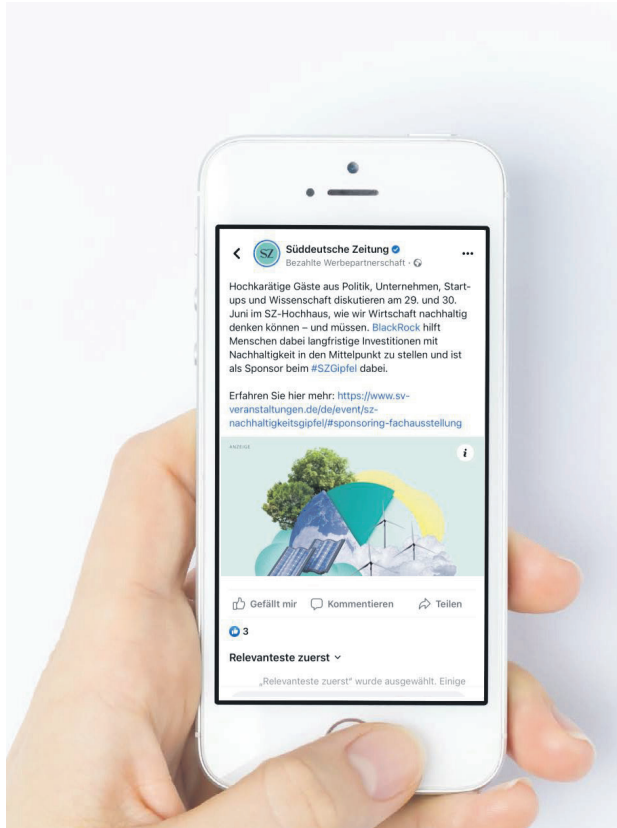 SZ
Süddeutsche Zeitung
Bezahlte Werbepartnerschaft ·
Hochkarätige Gäste aus Politik, Unternehmen, Start-
ups und Wissenschaft diskutieren am 29. und 30.
Juni im SZ-Hochhaus, wie wir Wirtschaft nachhaltig
denken können – und müssen. BlackRock hilft
Menschen dabei langfristige Investitionen mit
Nachhaltigkeit in den Mittelpunkt zu stellen und ist
als Sponsor beim #SZGipfel dabei.
Erfahren Sie hier mehr: https://www.sv-
veranstaltungen.de/de/event/sz-
nachhaltigkeitsgipfel/#sponsoring-fachausstellung
ANZEIGE
i
Gefällt mir Kommentieren Teilen
3
Relevanteste zuerst
„Relevanteste zuerst“ wurde ausgewählt. Einige